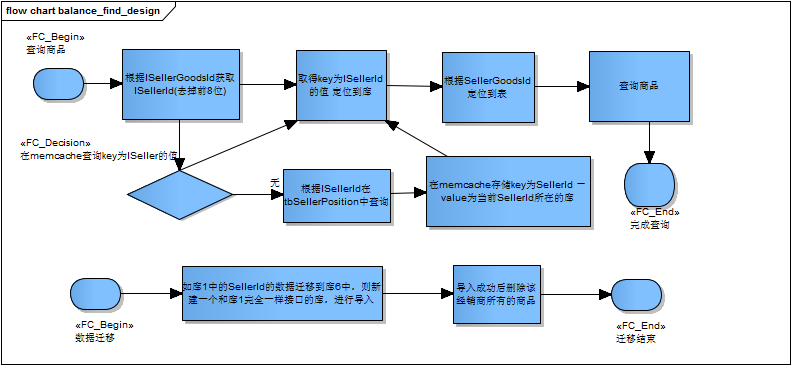 flow chart balance_find_design
«FC_Begin»
查询商品
根据ISellerGoodsId获取
ISellerId(去掉前8位)
取得key为ISellerId
的值 定位到库
根据SellerGoodsId
定位到表
查询商品
«FC_Decision»
在memcache查询key为ISeller的值
无
根据ISellerId在
tbSellerPosition中查询
在memcache存储key为SellerId －
value为当前SellerId所在的库
«FC_End»
完成查询
如库1中的SellerId的数据迁移到库6中，则新
建一个和库1完全一样接口的库，进行导入
导入成功后删除该
经销商所有的商品
«FC_Begin»
数据迁移
«FC_End»
迁移结束